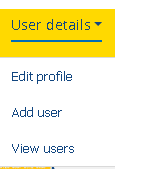 User details
Edit profile
Add user
View users